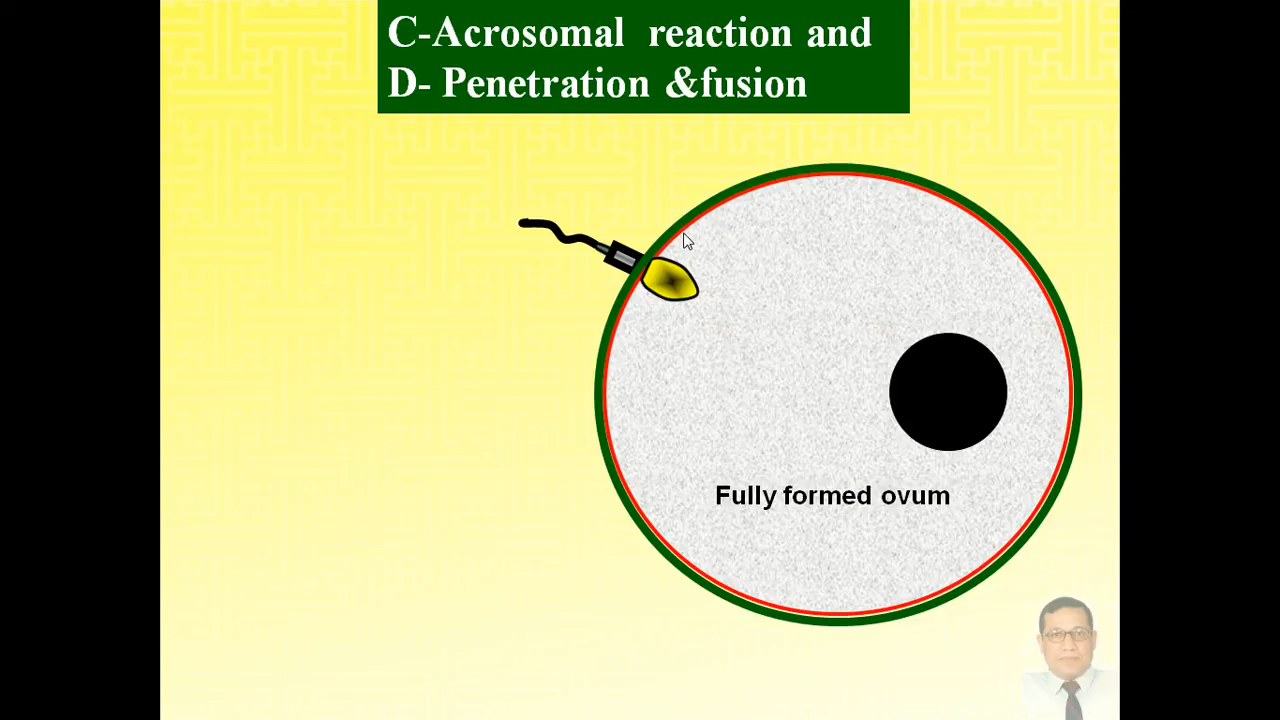 C-Acrosomal reaction and
D- Penetration &fusion
Fully formed ovum